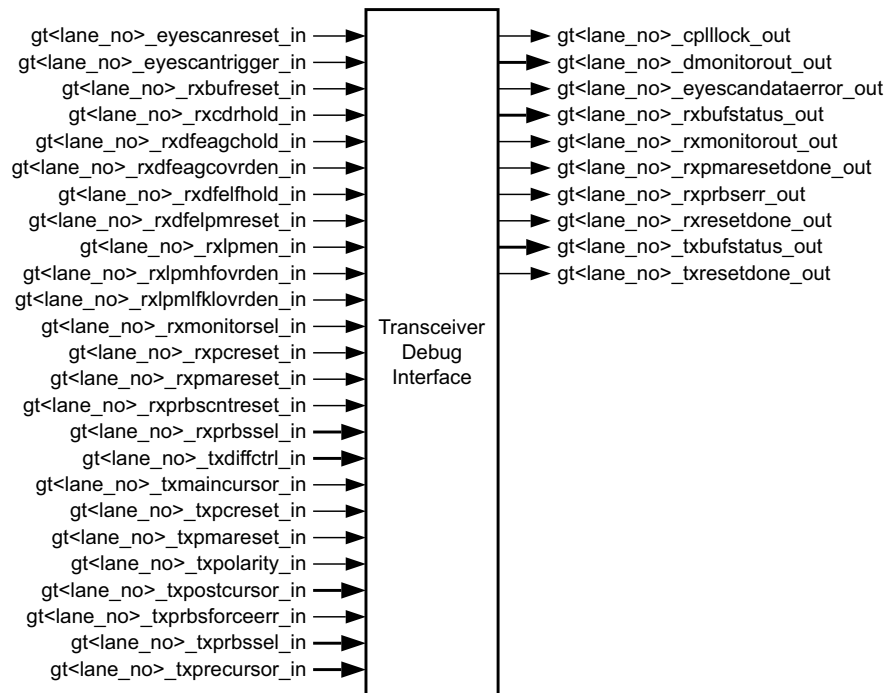 gt<lane_no>_eyescanreset_in
gt<lane_no>_eyescantrigger_in
gt<lane_no>_rxbufreset_in
gt<lane_no>_rxcdrhold_in
gt<lane_no>_rxdfeagchold_in
gt<lane_no>_rxdfeagcovrden_in
gt<lane_no>_rxdfelfhold_in
gt<lane_no>_rxdfelpmreset_in
gt<lane_no>_rxlpmen_in
gt<lane_no>_rxlpmhfovrden_in
gt<lane_no>_rxlpmlfklovrden_in
gt<lane_no>_rxmonitorsel_in
gt<lane_no>_rxpcreset_in
gt<lane_no>_rxpmareset_in
gt<lane_no>_rxprbscntreset_in
gt<lane_no>_rxprbssel_in
gt<lane_no>_txdiffctrl_in
gt<lane_no>_txmaincursor_in
gt<lane_no>_txpcreset_in
gt<lane_no>_txpmareset_in
gt<lane_no>_txpolarity_in
gt<lane_no>_txpostcursor_in
gt<lane_no>_txprbsforceerr_in
gt<lane_no>_txprbssel_in
gt<lane_no>_txprecursor_in
Transceiver
Debug
Interface
gt<lane_no>_cplllock_out
gt<lane_no>_dmonitorout_out
gt<lane_no>_eyescandataerror_out
gt<lane_no>_rxbufstatus_out
gt<lane_no>_rxmonitorout_out
gt<lane_no>_rxpmaresetdone_out
gt<lane_no>_rxprbserr_out
gt<lane_no>_rxresetdone_out
gt<lane_no>_txbufstatus_out
gt<lane_no>_txresetdone_out